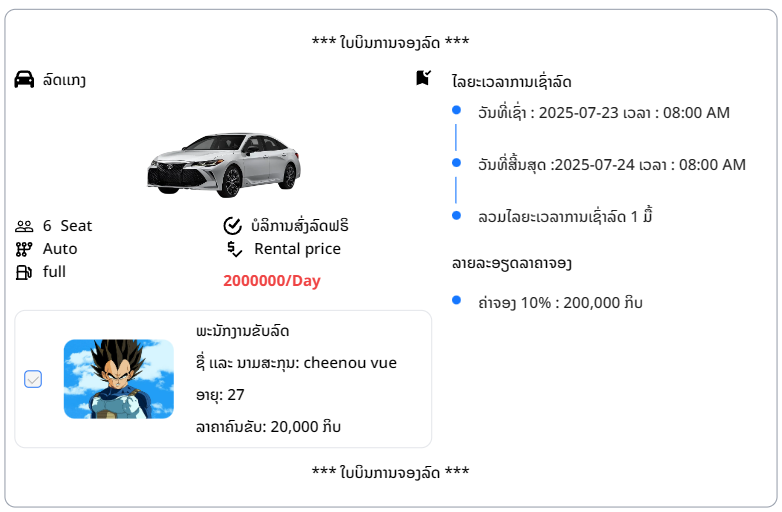 *** ໃບບິນການຈອງລົດ ***
ລົດແກງ
6 Seat
Auto
full
ບໍລິການສົ່ງລົດຟຣີ
Rental price
2000000/Day
ພະນັກງານຂັບລົດ
ຊື່ ແລະ ນາມສະກຸນ: cheenou vue
ອາຍຸ: 27
ລາຄາຄົນຂັບ: 20,000 ກີບ
ໄລຍະເວລາການເຊົ່າລົດ
ວັນທີ່ເຊົ່າ : 2025-07-23 ເວລາ : 08:00 AM
ວັນທີ່ສິ້ນສຸດ :2025-07-24 ເວລາ : 08:00 AM
ລວມໄລຍະເວລາການເຊົ່າລົດ 1 ມື້
ລາຍລະອຽດລາຄາຈອງ
ຄ່າຈອງ 10% : 200,000 ກີບ
*** ໃບບິນການຈອງລົດ ***